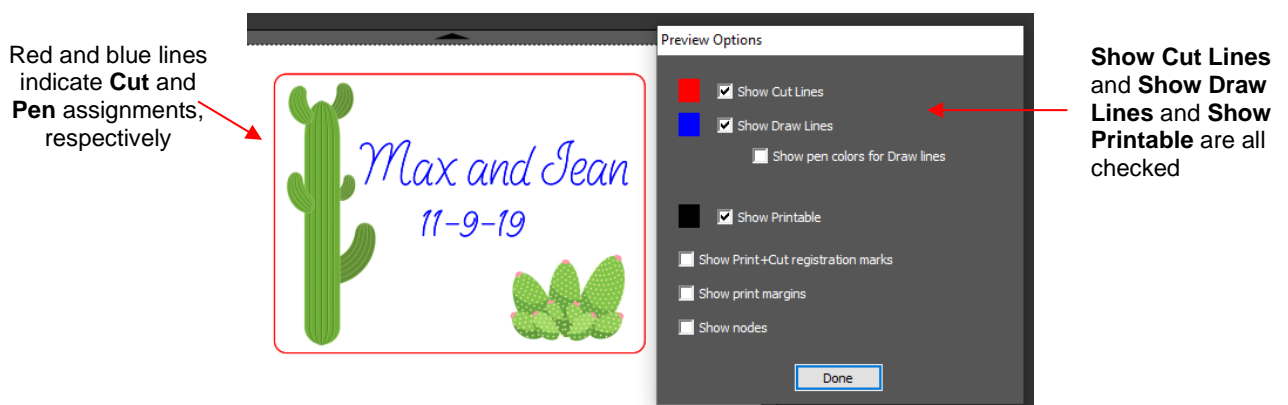 Red and blue lines
indicate Cut and
Pen assignments,
respectively
Max and Jean
11-9-19
Preview Options
Show Cut Lines
Show Draw Lines
Show pen colors for Draw lines
Show Printable
Show Print+Cut registration marks
Show print margins
Show nodes
Done
Show Cut Lines
and Show Draw
Lines and Show
Printable are all
checked